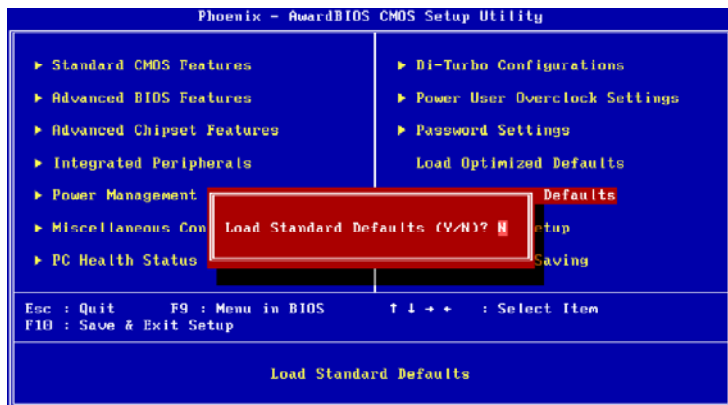 Phoenix - AwardBIOS CMOS Setup Utility
► Standard CMOS Features
► Advanced BIOS Features
► Advanced Chipset Features
► Integrated Peripherals
► Power Management
► Miscellaneous Con
► PC Health Status
► Di-Turbo Configurations
► Power User Overclock Settings
► Password Settings
Load Optimized Defaults
Defaults
etup
Saving
Load Standard Defaults (Y/N)? N
Esc : Quit F9 : Menu in BIOS ↑ ↓ → ← : Select Item
F10 : Save & Exit Setup
Load Standard Defaults